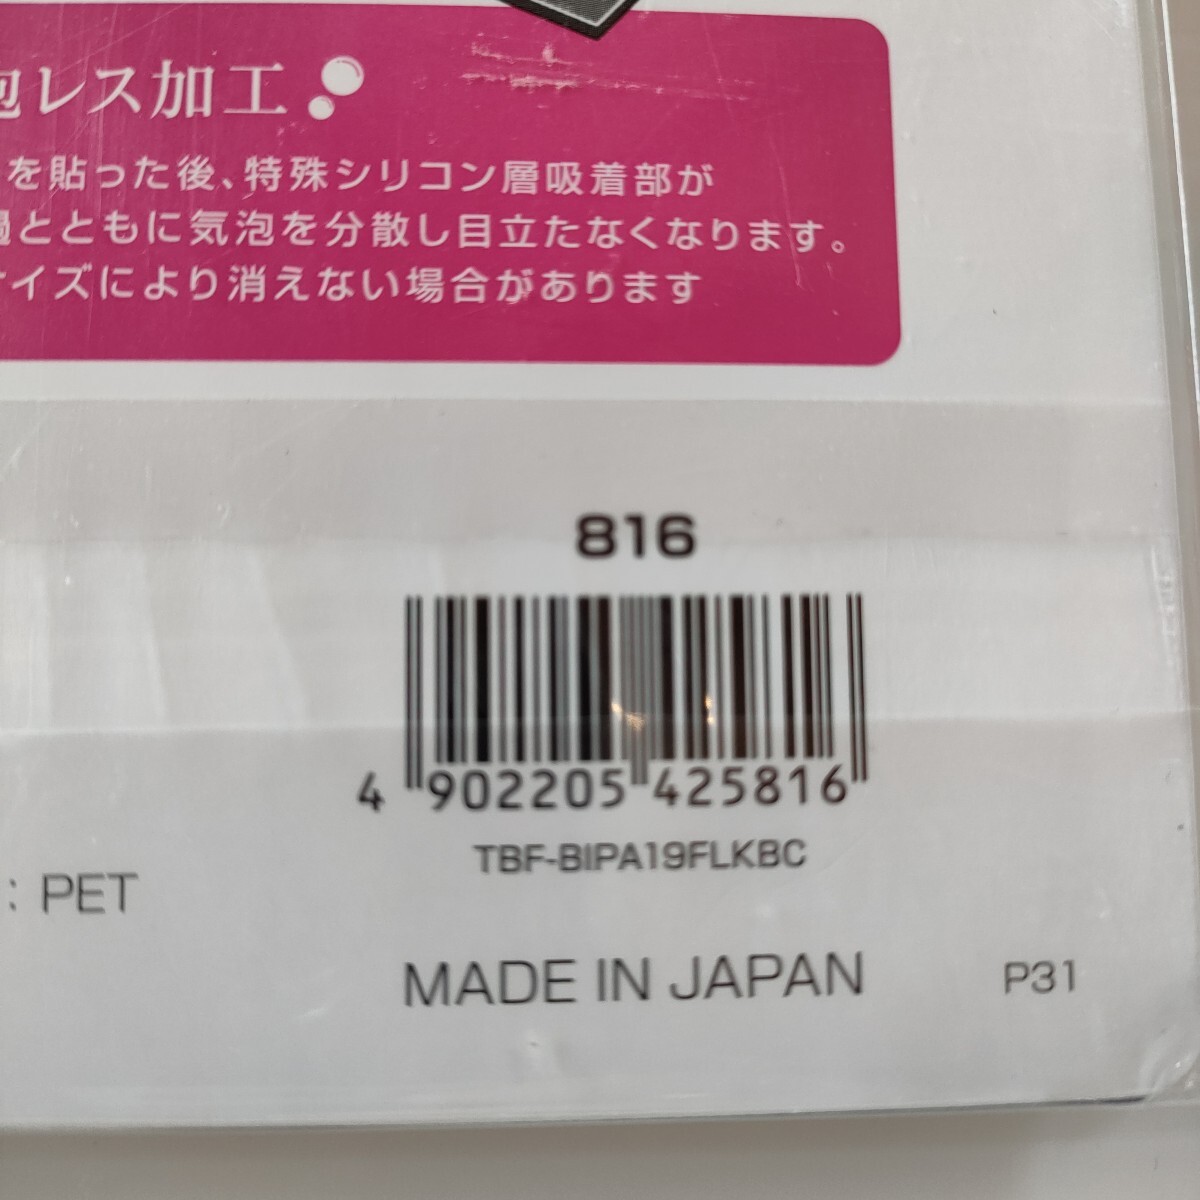 泡レス加工
を貼った後、特殊シリコン層吸着部が
過とともに気泡を分散し目立たなくなります。
サイズにより消えない場合があります
816
4 902205 425816
TBF-BIPA19FLKBC
: PET
MADE IN JAPAN
P31